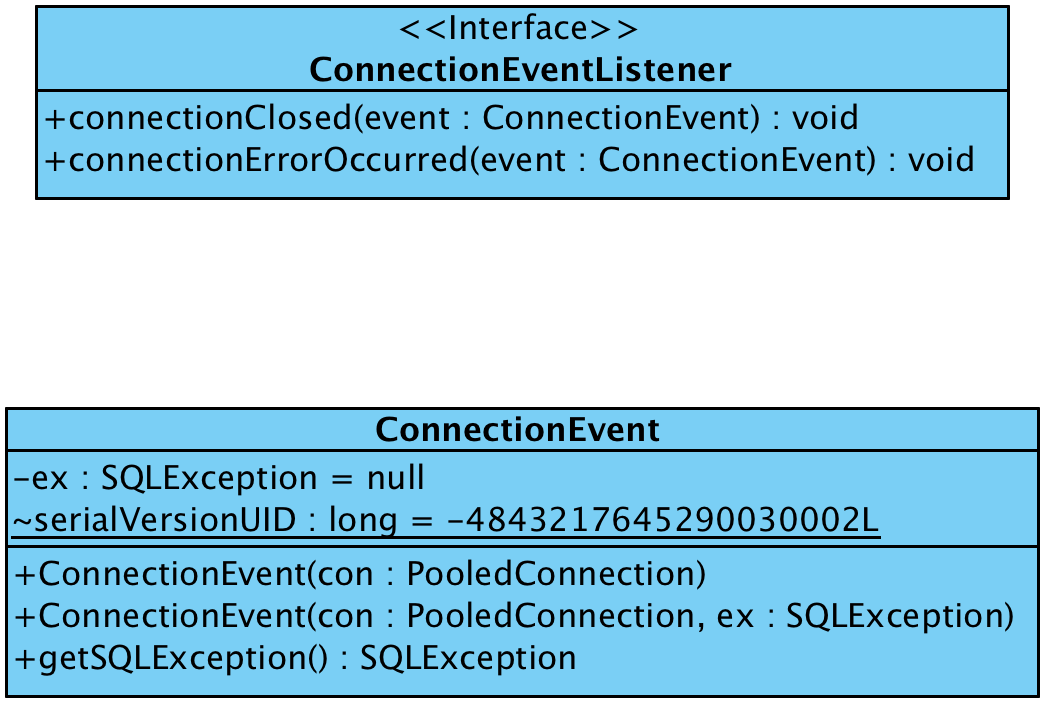 <<Interface>>
ConnectionEventListener
+connectionClosed(event : ConnectionEvent) : void
+connectionErrorOccurred(event : ConnectionEvent) : void
ConnectionEvent
-ex : SQLException = null
~serialVersionUID : long = -4843217645290030002L
+ConnectionEvent(con : PooledConnection)
+ConnectionEvent(con : PooledConnection, ex : SQLException)
+getSQLException() : SQLException